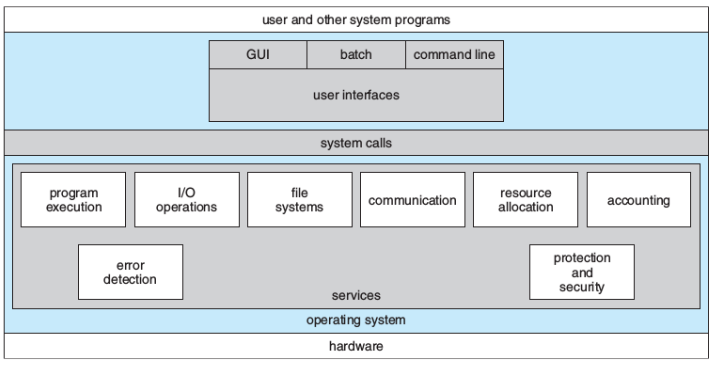 user and other system programs
GUI
batch
command line
user interfaces
system calls
program
execution
I/O
operations
file
systems
communication
resource
allocation
accounting
error
detection
protection
and
security
services
operating system
hardware